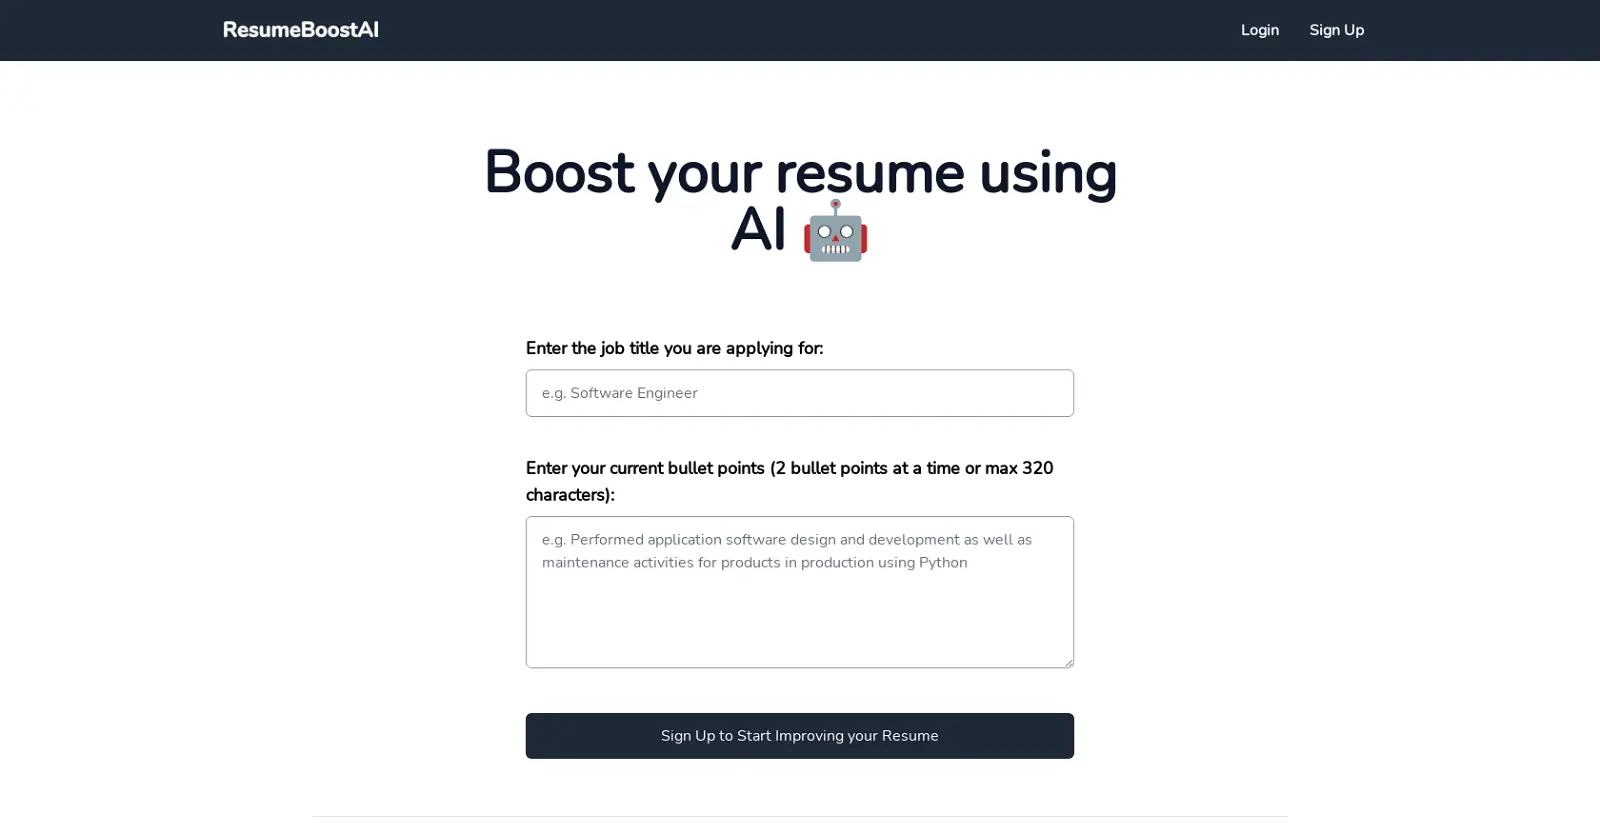 ResumeBoostAI
Login
Sign Up
Boost your resume using
AI 🤖
Enter the job title you are applying for:
e.g. Software Engineer
Enter your current bullet points (2 bullet points at a time or max 320
characters):
e.g. Performed application software design and development as well as
maintenance activities for products in production using Python
Sign Up to Start Improving your Resume